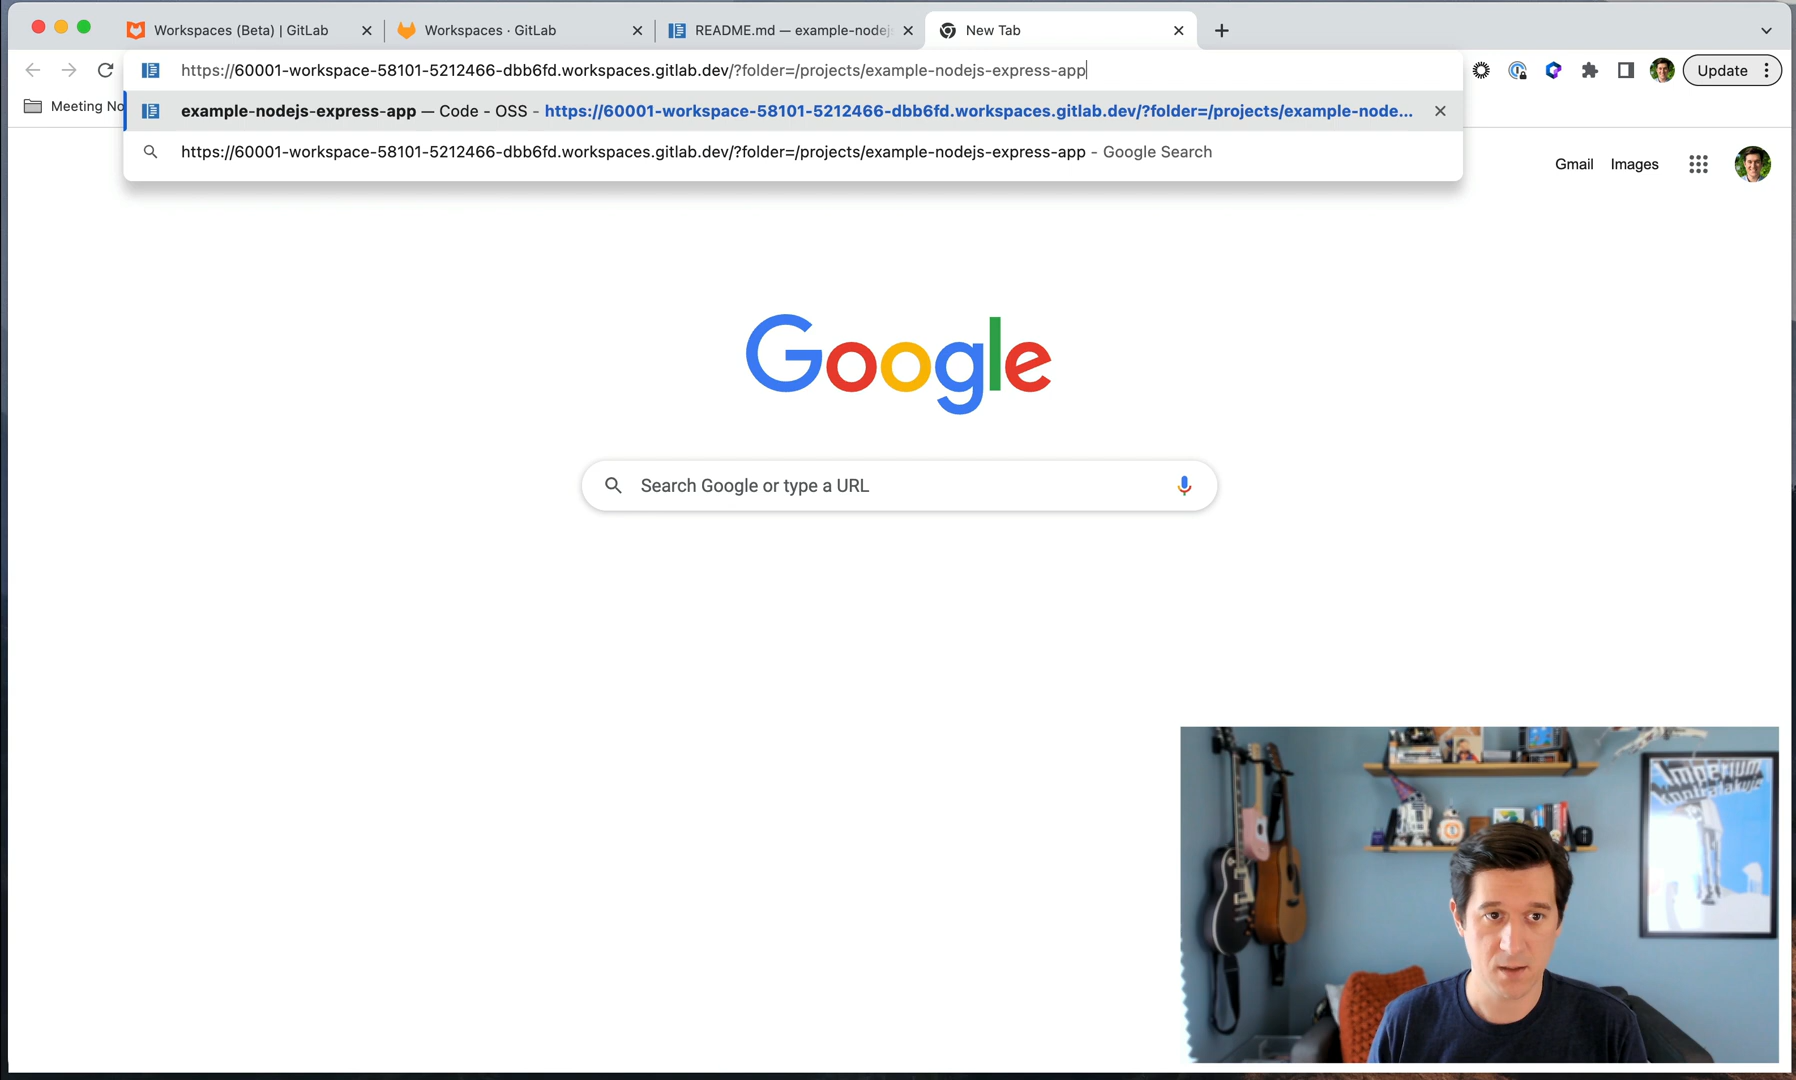 Workspaces (Beta) | GitLab
Workspaces · GitLab
README.md — example-nodejs
New Tab
https://60001-workspace-58101-5212466-dbb6fd.workspaces.gitlab.dev/?folder=/projects/example-nodejs-express-app
Update
Meeting No
example-nodejs-express-app — Code - OSS - https://60001-workspace-58101-5212466-dbb6fd.workspaces.gitlab.dev/?folder=/projects/example-node...
https://60001-workspace-58101-5212466-dbb6fd.workspaces.gitlab.dev/?folder=/projects/example-nodejs-express-app - Google Search
Gmail
Images
Google
Search Google or type a URL
Imperium
Kontratakuje